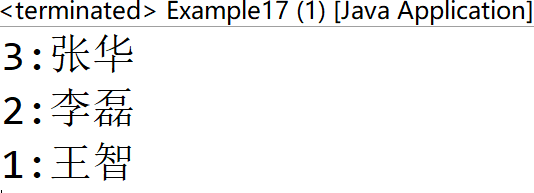 <terminated> Example17 (1) [Java Application]
3:张华
2:李磊
1:王智